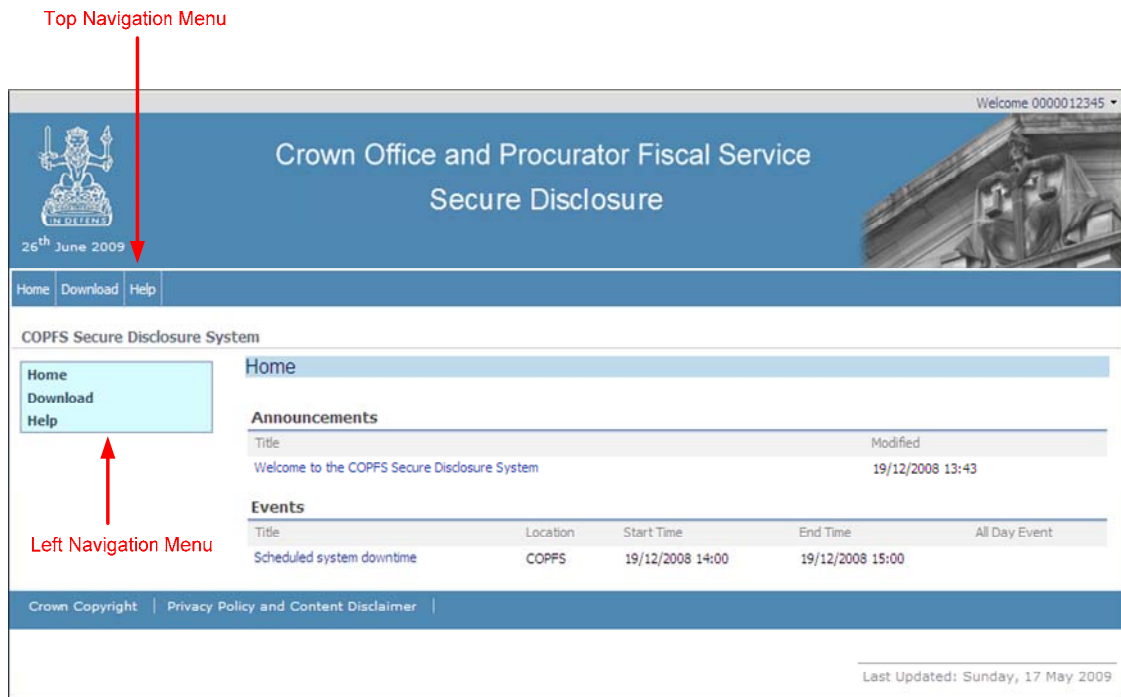 Top Navigation Menu
Welcome 0000012345
Crown Office and Procurator Fiscal Service
Secure Disclosure
IN DEFENS
26th June 2009
Home Download Help
COPFS Secure Disclosure System
Home
Download
Help
Home
Announcements
Title Modified
Welcome to the COPFS Secure Disclosure System 19/12/2008 13:43
Events
Title Location Start Time End Time All Day Event
Scheduled system downtime COPFS 19/12/2008 14:00 19/12/2008 15:00
Left Navigation Menu
Crown Copyright | Privacy Policy and Content Disclaimer |
Last Updated: Sunday, 17 May 2009